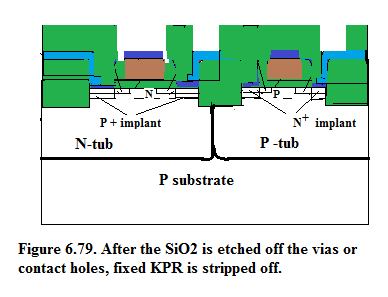 N P
P + implant N+ implant
N-tub P -tub
P substrate
Figure 6.79. After the SiO2 is etched off the vias or
contact holes, fixed KPR is stripped off.